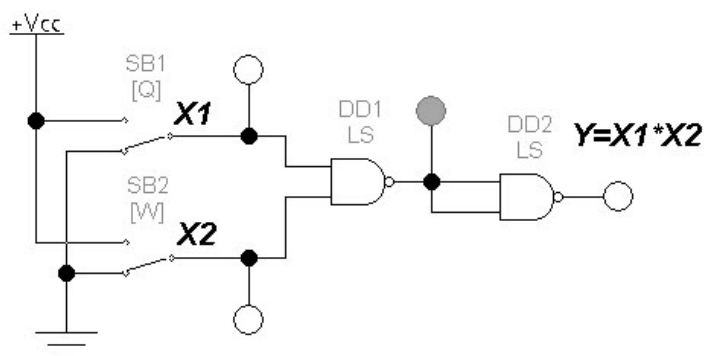 +Vcc
SB1
[Q]
X1
DD1
LS
DD2
LS
Y=X1*X2
SB2
[W]
X2